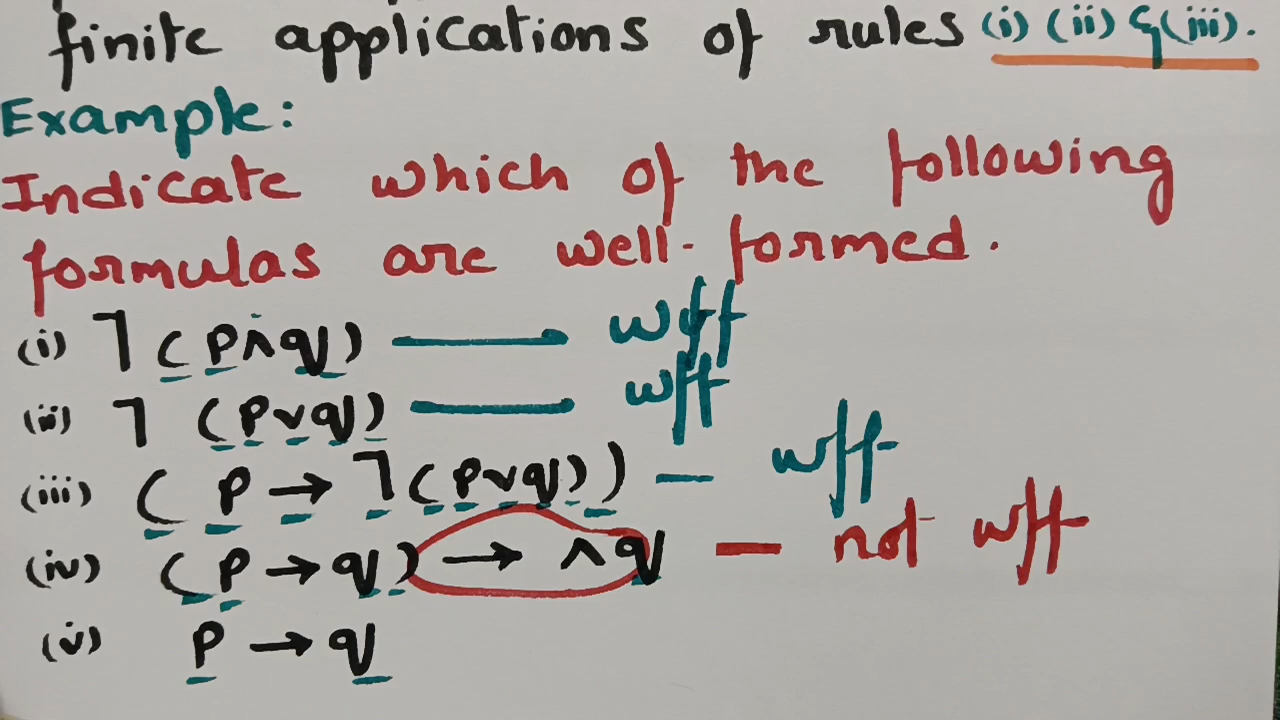 finite applications of rules (i) (ii) & (iii).
Example:
Indicate which of the following
formulas are well-formed.
(i) ┐(p∧q) — wff
(ii) ┐(p∨q) — wff
(iii) (p → ┐(p∨q)) — wff
(iv) (p → q) → ∧q — not wff
(v) p → q